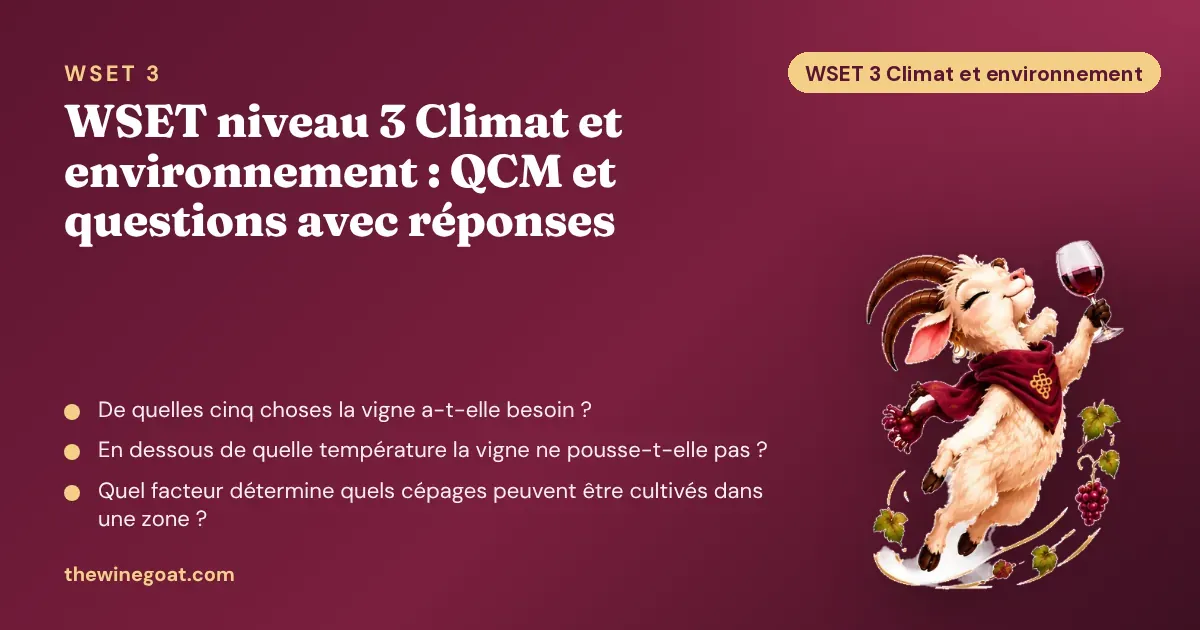 WSET 3
WSET 3 Climat et environnement
WSET niveau 3 Climat et
environnement : QCM et
questions avec réponses
De quelles cinq choses la vigne a-t-elle besoin ?
En dessous de quelle température la vigne ne pousse-t-elle pas ?
Quel facteur détermine quels cépages peuvent être cultivés dans
une zone ?
thewinegoat.com